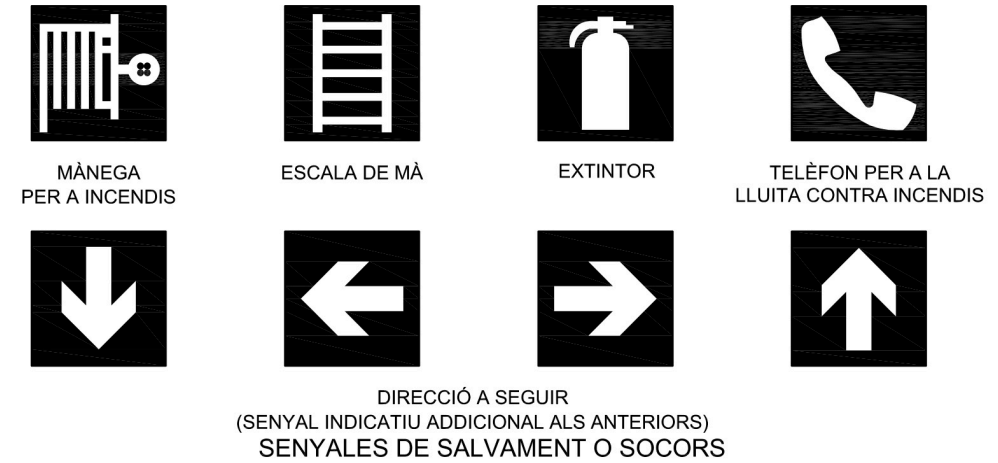 MÀNEGA
PER A INCENDIS
ESCALA DE MÀ
EXTINTOR
TELÈFON PER A LA
LLUITA CONTRA INCENDIS
DIRECCIÓ A SEGUIR
(SENYAL INDICATIU ADDICIONAL ALS ANTERIORS)
SENYALES DE SALVAMENT O SOCORS